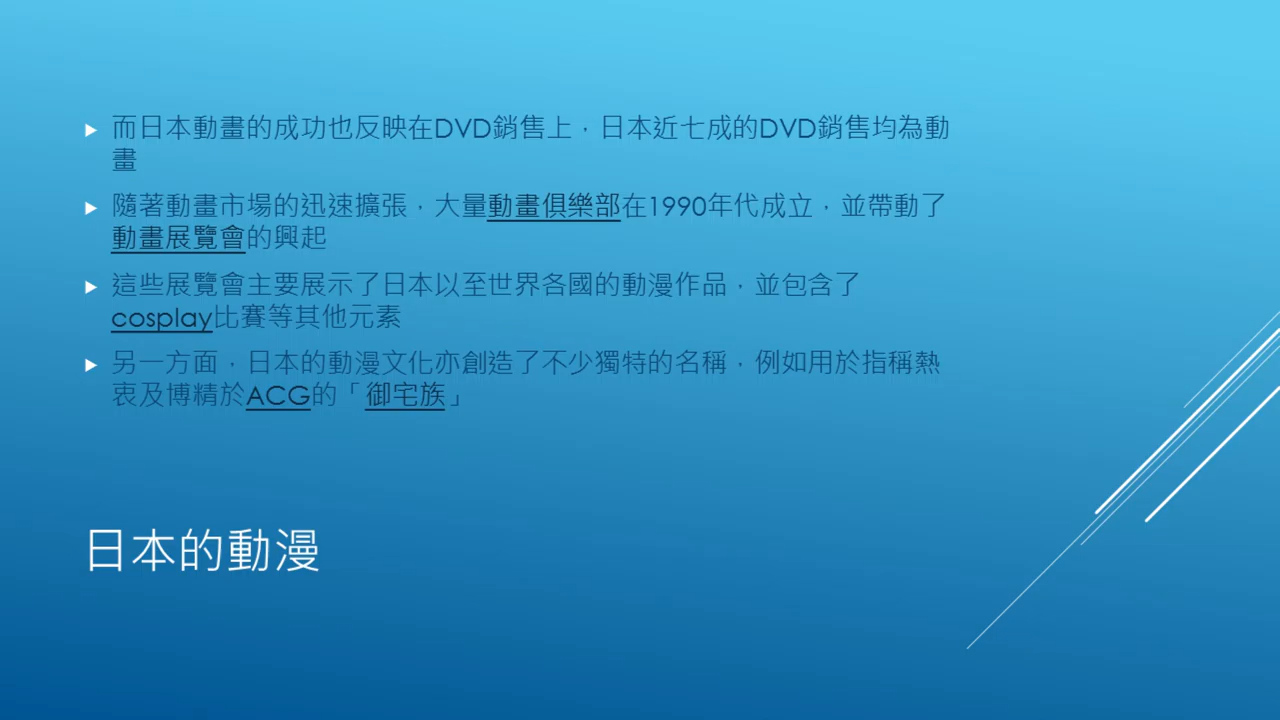 而日本動畫的成功也反映在DVD銷售上，日本近七成的DVD銷售均為動
畫
隨著動畫市場的迅速擴張，大量動畫俱樂部在1990年代成立，並帶動了
動畫展覽會的興起
這些展覽會主要展示了日本以至世界各國的動漫作品，並包含了
cosplay比賽等其他元素
另一方面，日本的動漫文化亦創造了不少獨特的名稱，例如用於指稱熱
衷及博精於ACG的「御宅族」
日本的動漫